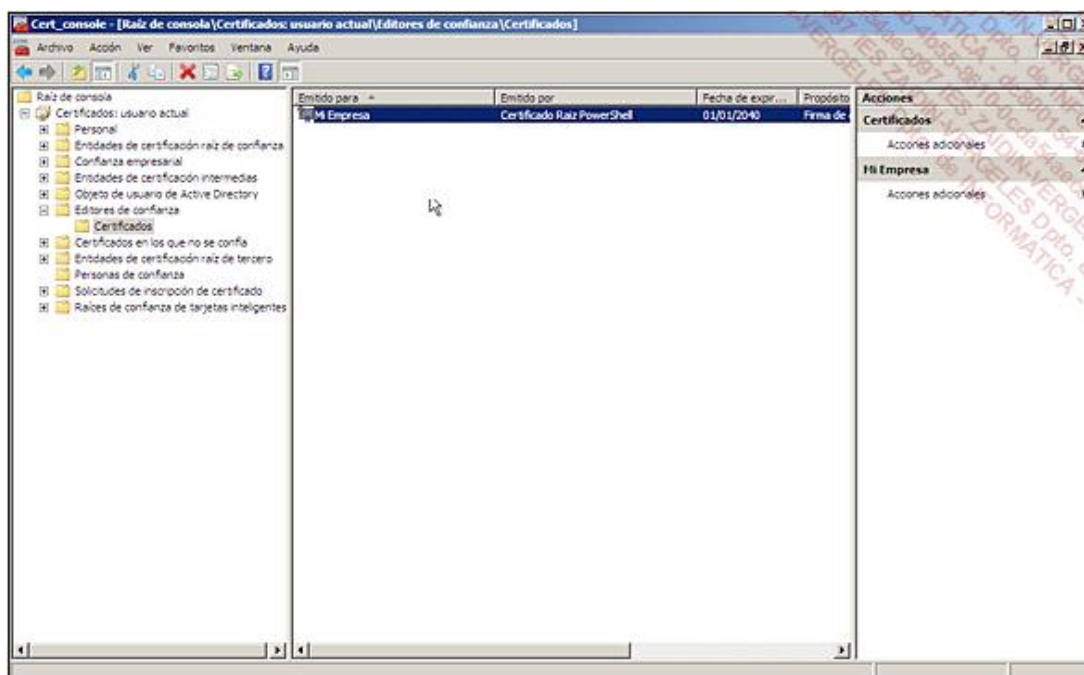 Cert_console - [Raíz de consola\Certificados: usuario actual\Editores de confianza\Certificados]
Archivo Acción Ver Favoritos Ventana Ayuda
Raíz de consola
Certificados: usuario actual
Personal
Entidades de certificación raíz de confianza
Confianza empresarial
Entidades de certificación intermedias
Objeto de usuario de Active Directory
Editores de confianza
Certificados
Certificados en los que no se confía
Entidades de certificación raíz de tercero
Personas de confianza
Solicitudes de inscripción de certificado
Raíces de confianza de tarjetas inteligentes
Emitido para Emitido por Fecha de expir... Propósito
Mi Empresa Certificado Raiz PowerShell 01/01/2040 Firma de
Acciones
Certificados
Acciones adicionales
Mi Empresa
Acciones adicionales